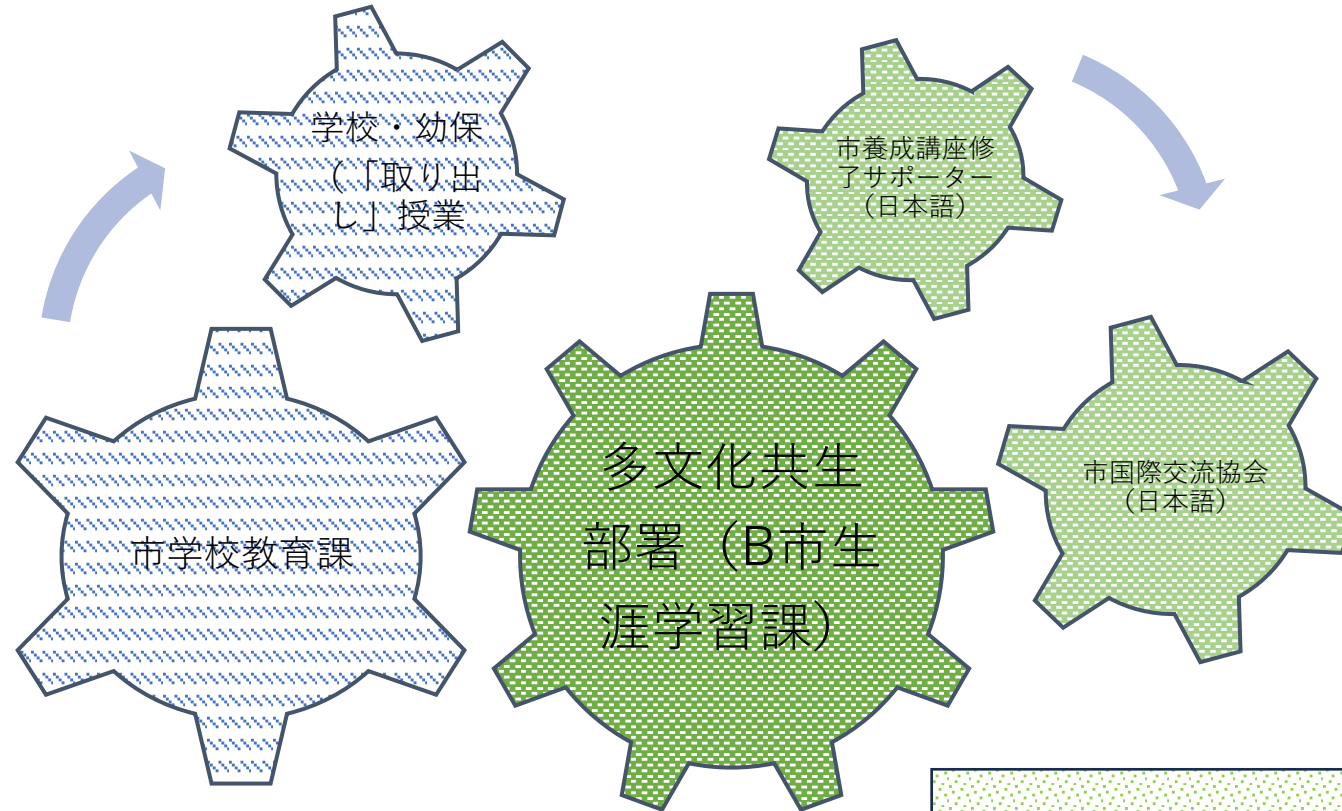 学校・幼保
(「取り出
し」授業
市養成講座修
了サポーター
(日本語)
市学校教育課
多文化共生
部署(B市生
涯学習課)
市国際交流協会
(日本語)